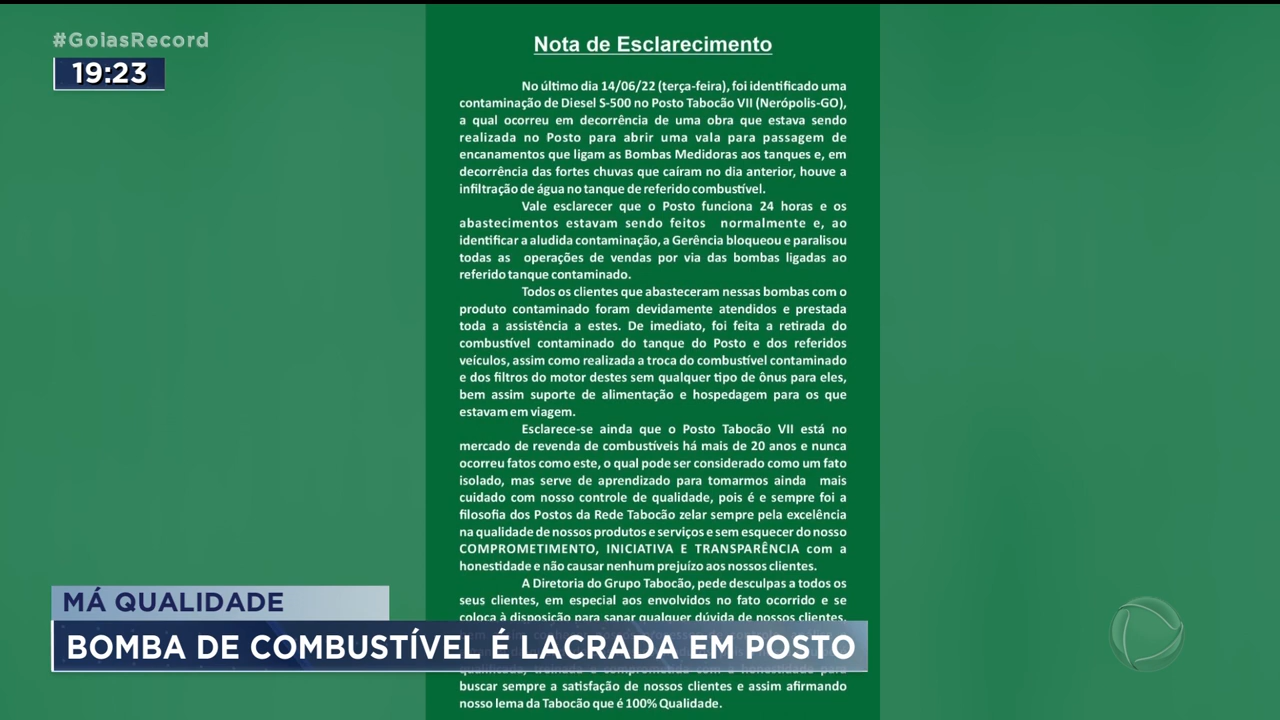 #GoiasRecord
19:23
Nota de Esclarecimento
No último dia 14/06/22 (terça-feira), foi identificado uma
contaminação de Diesel S-500 no Posto Tabocão VII (Nerópolis-GO),
a qual ocorreu em decorrência de uma obra que estava sendo
realizada no Posto para abrir uma vala para passagem de
encanamentos que ligam as Bombas Medidoras aos tanques e, em
decorrência das fortes chuvas que caíram no dia anterior, houve a
infiltração de água no tanque de referido combustível.
Vale esclarecer que o Posto funciona 24 horas e os
abastecimentos estavam sendo feitos normalmente e, ao
identificar a aludida contaminação, a Gerência bloqueou e paralisou
todas as operações de vendas por via das bombas ligadas ao
referido tanque contaminado.
Todos os clientes que abasteceram nessas bombas com o
produto contaminado foram devidamente atendidos e prestada
toda a assistência a estes. De imediato, foi feita a retirada do
combustível contaminado do tanque do Posto e dos referidos
veículos, assim como realizada a troca do combustível contaminado
e dos filtros do motor destes sem qualquer tipo de ônus para eles,
bem assim suporte de alimentação e hospedagem para os que
estavam em viagem.
Esclarece-se ainda que o Posto Tabocão VII está no
mercado de revenda de combustíveis há mais de 20 anos e nunca
ocorreu fatos como este, o qual pode ser considerado como um fato
isolado, mas serve de aprendizado para tomarmos ainda mais
cuidado com nosso controle de qualidade, pois é e sempre foi a
filosofia dos Postos da Rede Tabocão zelar sempre pela excelência
na qualidade de nossos produtos e serviços e sem esquecer do nosso
COMPROMETIMENTO, INICIATIVA E TRANSPARÊNCIA com a
honestidade e não causar nenhum prejuízo aos nossos clientes.
A Diretoria do Grupo Tabocão, pede desculpas a todos os
seus clientes, em especial aos envolvidos no fato ocorrido e se
coloca à disposição para sanar qualquer dúvida de nossos clientes,
buscar sempre a satisfação de nossos clientes e assim afirmando
nosso lema da Tabocão que é 100% Qualidade.
MÁ QUALIDADE
BOMBA DE COMBUSTÍVEL É LACRADA EM POSTO